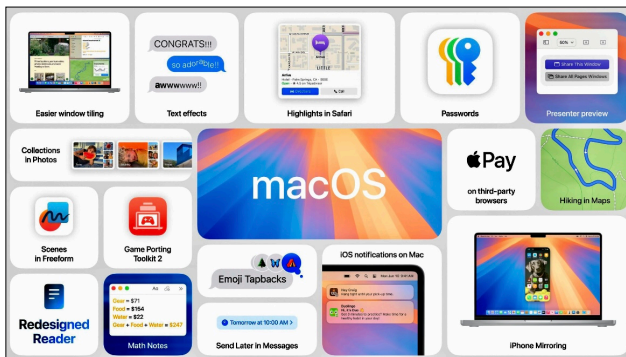 Easier window tiling
CONGRATS!!!
so adorable!!
awwwwww!!
Text effects
Highlights in Safari
Call
Passwords
60%
Share This Window
Share All Pages Windows
Presenter preview
Collections
in Photos
macOS
Pay
on third-party
browsers
Hiking in Maps
Scenes
in Freeform
Game Porting
Toolkit 2
Emoji Tapbacks
iOS notifications on Mac
Redesigned
Reader
Aa
Gear = $71
Food = $154
Water = $22
Gear + Food + Water = $247
Math Notes
Tomorrow at 10:00 AM >
Send Later in Messages
iPhone Mirroring